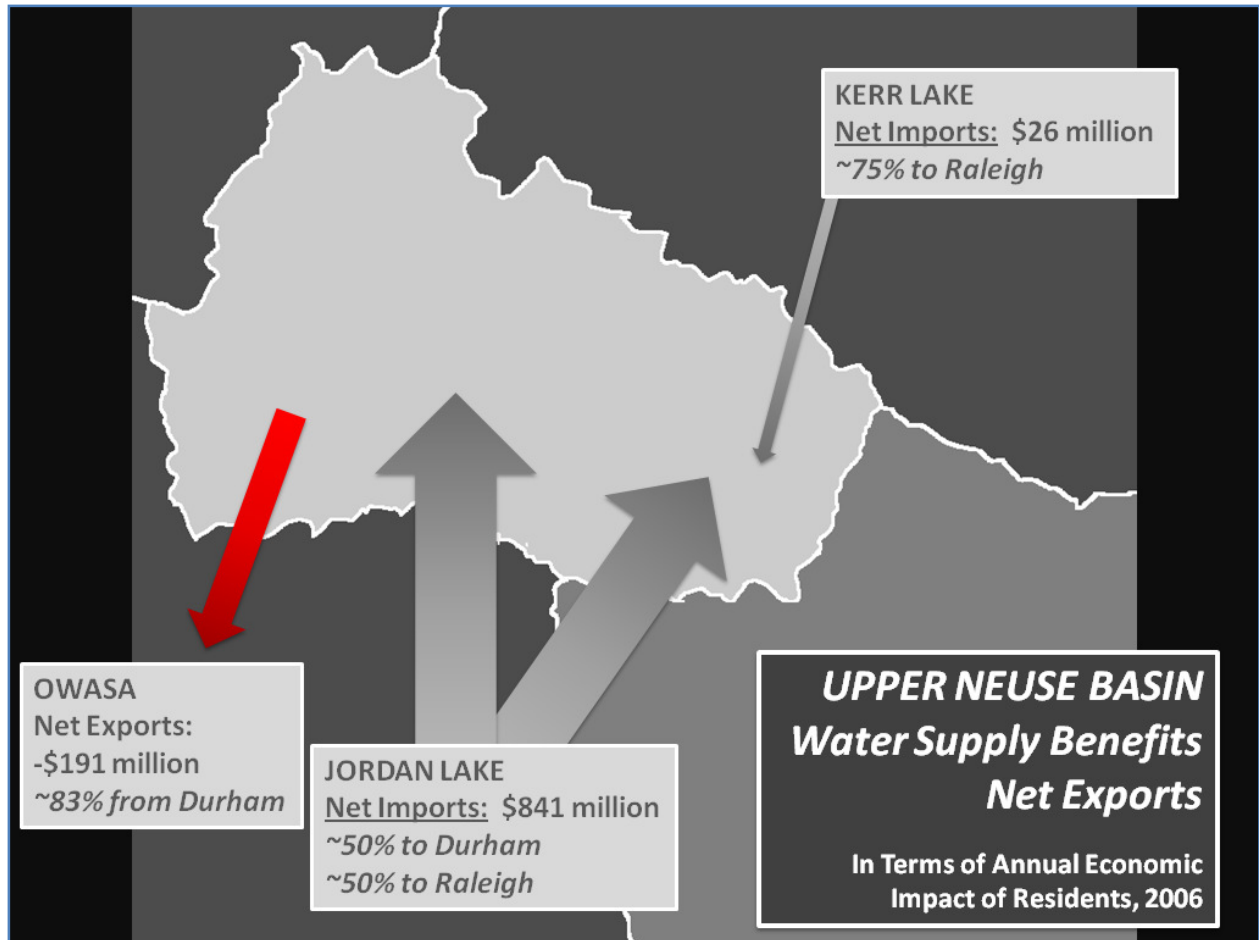 KERR LAKE
Net Imports: $26 million
~75% to Raleigh
OWASA
Net Exports:
-$191 million
~83% from Durham
JORDAN LAKE
Net Imports: $841 million
~50% to Durham
~50% to Raleigh
UPPER NEUSE BASIN
Water Supply Benefits
Net Exports
In Terms of Annual Economic
Impact of Residents, 2006